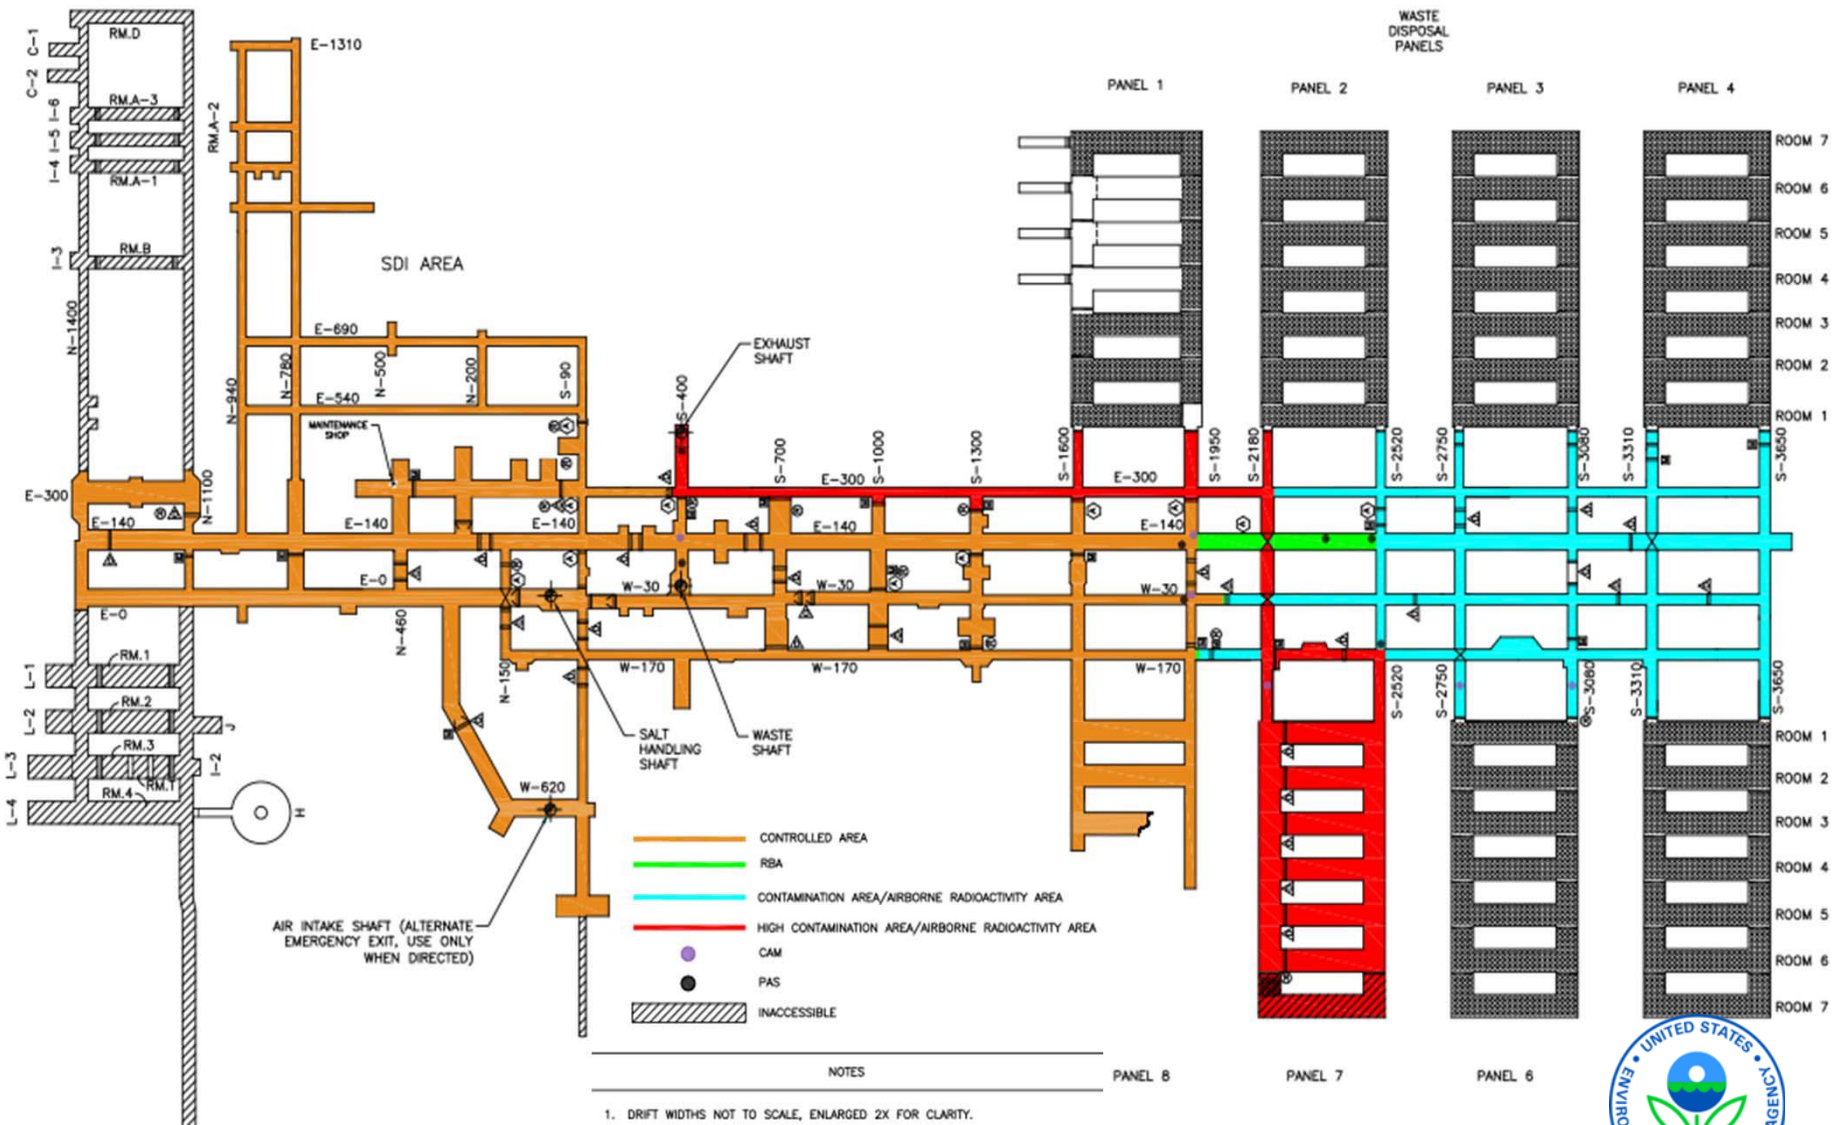 WASTE
DISPOSAL
PANELS
PANEL 1
PANEL 2
PANEL 3
PANEL 4
RM.D
C-1
C-2
E-1310
RM.A-3
I-6
I-5
I-4
RM.A-1
RM.A-2
RM.B
I-3
N-1400
SDI AREA
ROOM 7
ROOM 6
ROOM 5
ROOM 4
ROOM 3
ROOM 2
ROOM 1
E-690
N-940
N-780
N-500
N-200
S-90
E-540
MAINTENANCE
SHOP
EXHAUST
SHAFT
S-400
S-700
S-1000
S-1300
S-1600
S-1950
S-2180
S-2520
S-2750
S-3080
S-3310
S-3650
E-300
N-1100
E-300
E-300
E-140
E-140
E-140
E-140
E-140
E-0
E-0
W-30
W-30
W-30
N-460
N-150
W-170
W-170
W-170
S-2520
S-2750
S-3080
S-3310
S-3650
RM.1
L-1
RM.2
L-2
J
RM.3
L-3
I-2
RM.T
RM.4
L-4
H
SALT
HANDLING
SHAFT
WASTE
SHAFT
W-620
AIR INTAKE SHAFT (ALTERNATE
EMERGENCY EXIT, USE ONLY
WHEN DIRECTED)
CONTROLLED AREA
RBA
CONTAMINATION AREA/AIRBORNE RADIOACTIVITY AREA
HIGH CONTAMINATION AREA/AIRBORNE RADIOACTIVITY AREA
CAM
PAS
INACCESSIBLE
ROOM 1
ROOM 2
ROOM 3
ROOM 4
ROOM 5
ROOM 6
ROOM 7
NOTES
PANEL 8
PANEL 7
PANEL 6
1. DRIFT WIDTHS NOT TO SCALE, ENLARGED 2X FOR CLARITY.
UNITED STATES
ENVIRO
AGENCY